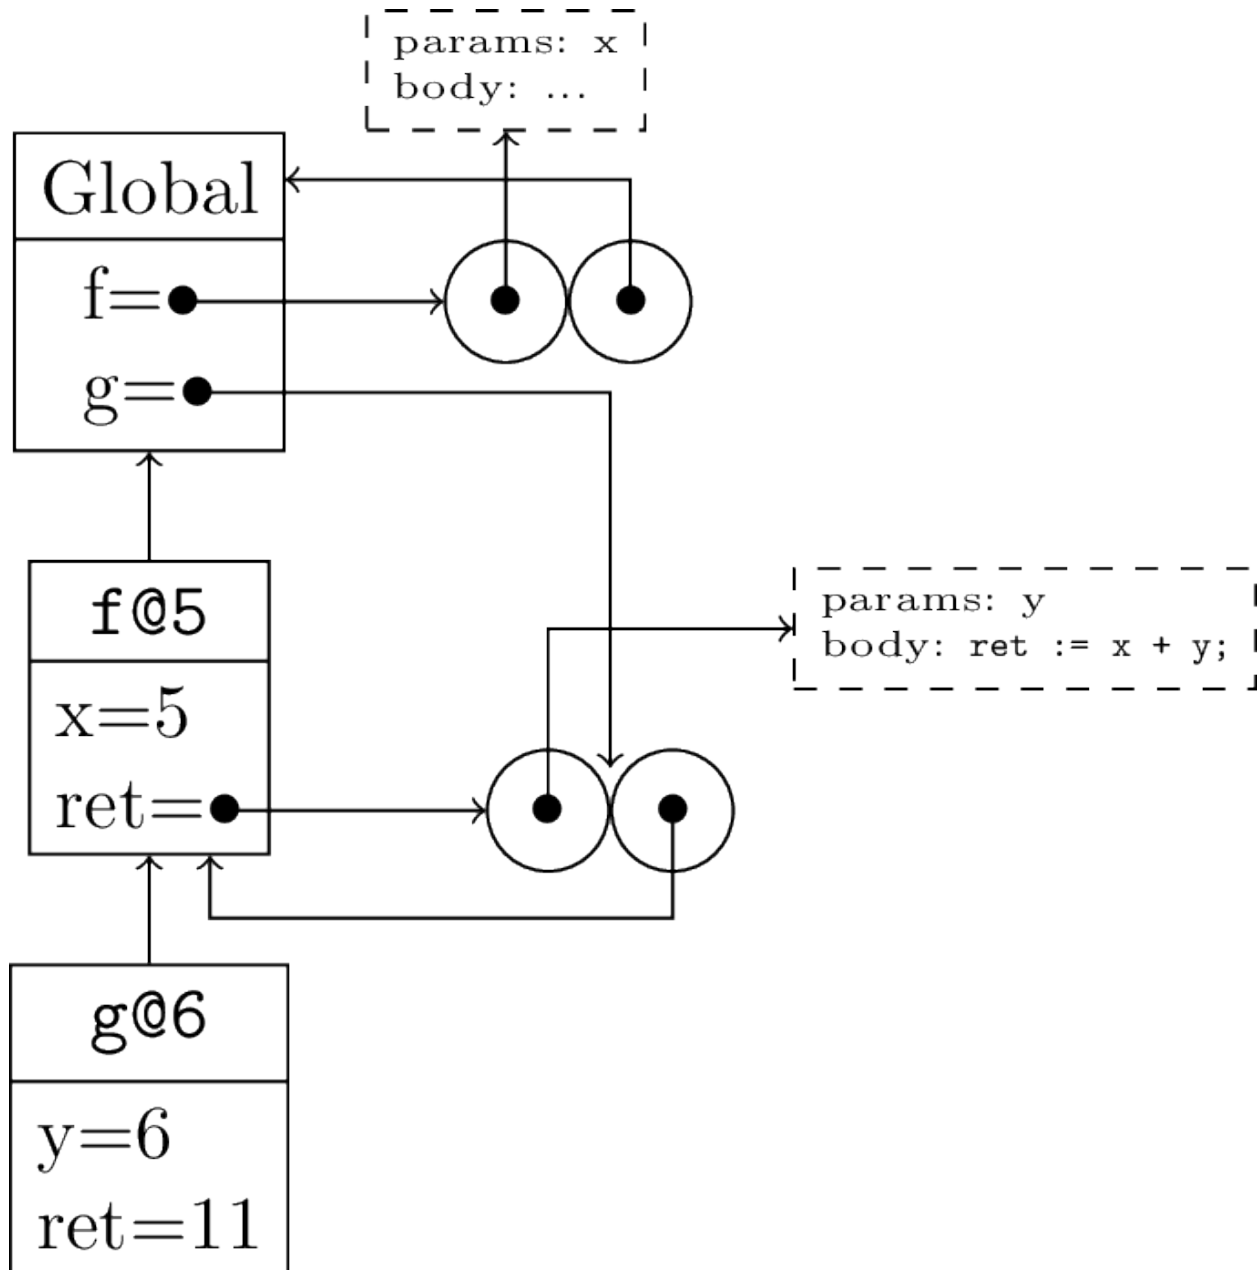 params: x
body: ...
Global
f=
g=
f@5
x=5
ret=
params: y
body: ret := x + y;
g@6
y=6
ret=11